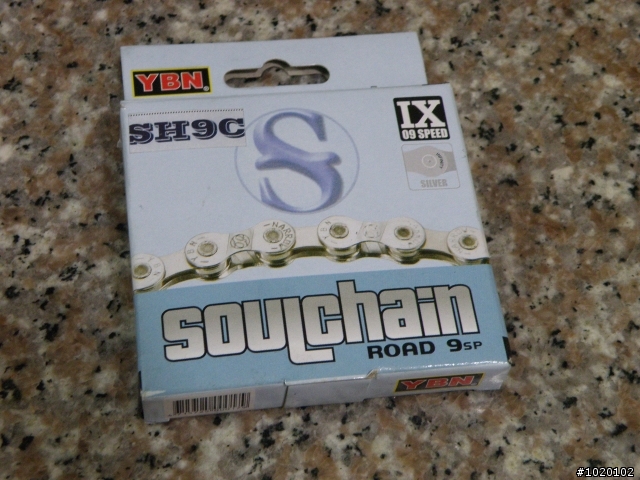 YBN
SH9C
S
IX
09 SPEED
SILVER
SOULChain
ROAD 9SP
YBN
#1020102